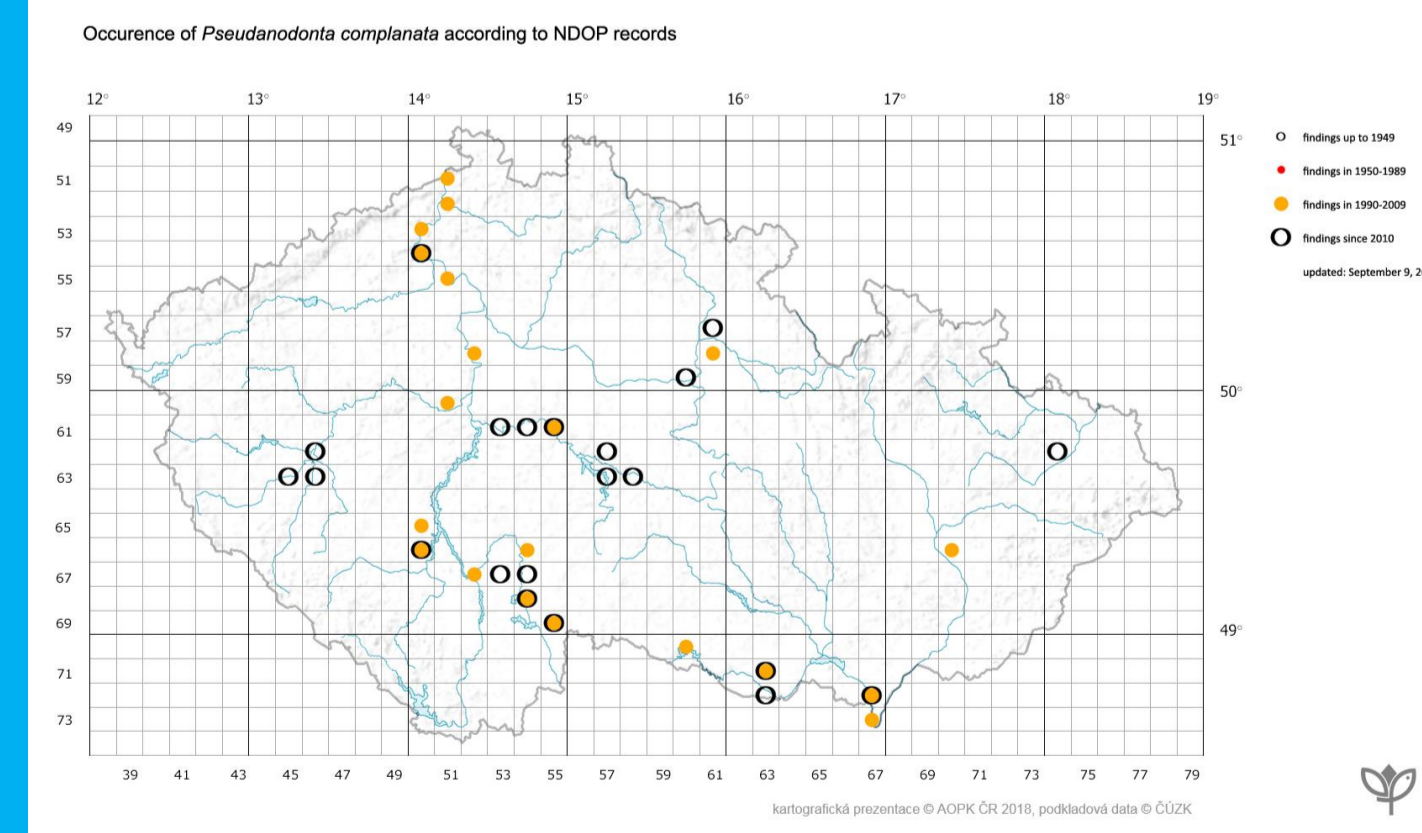 Occurence of Pseudanodonta complanata according to NDOP records
12° 13° 14° 15° 16° 17° 18° 19°
49
51
53
55
57
59
61
63
65
67
69
71
73
51°
50°
49°
39 41 43 45 47 49 51 53 55 57 59 61 63 65 67 69 71 73 75 77 79
findings up to 1949
findings in 1950-1989
findings in 1990-2009
findings since 2010
updated: September 9, 2
kartografická prezentace © AOPK ČR 2018, podkladová data © ČÚZK